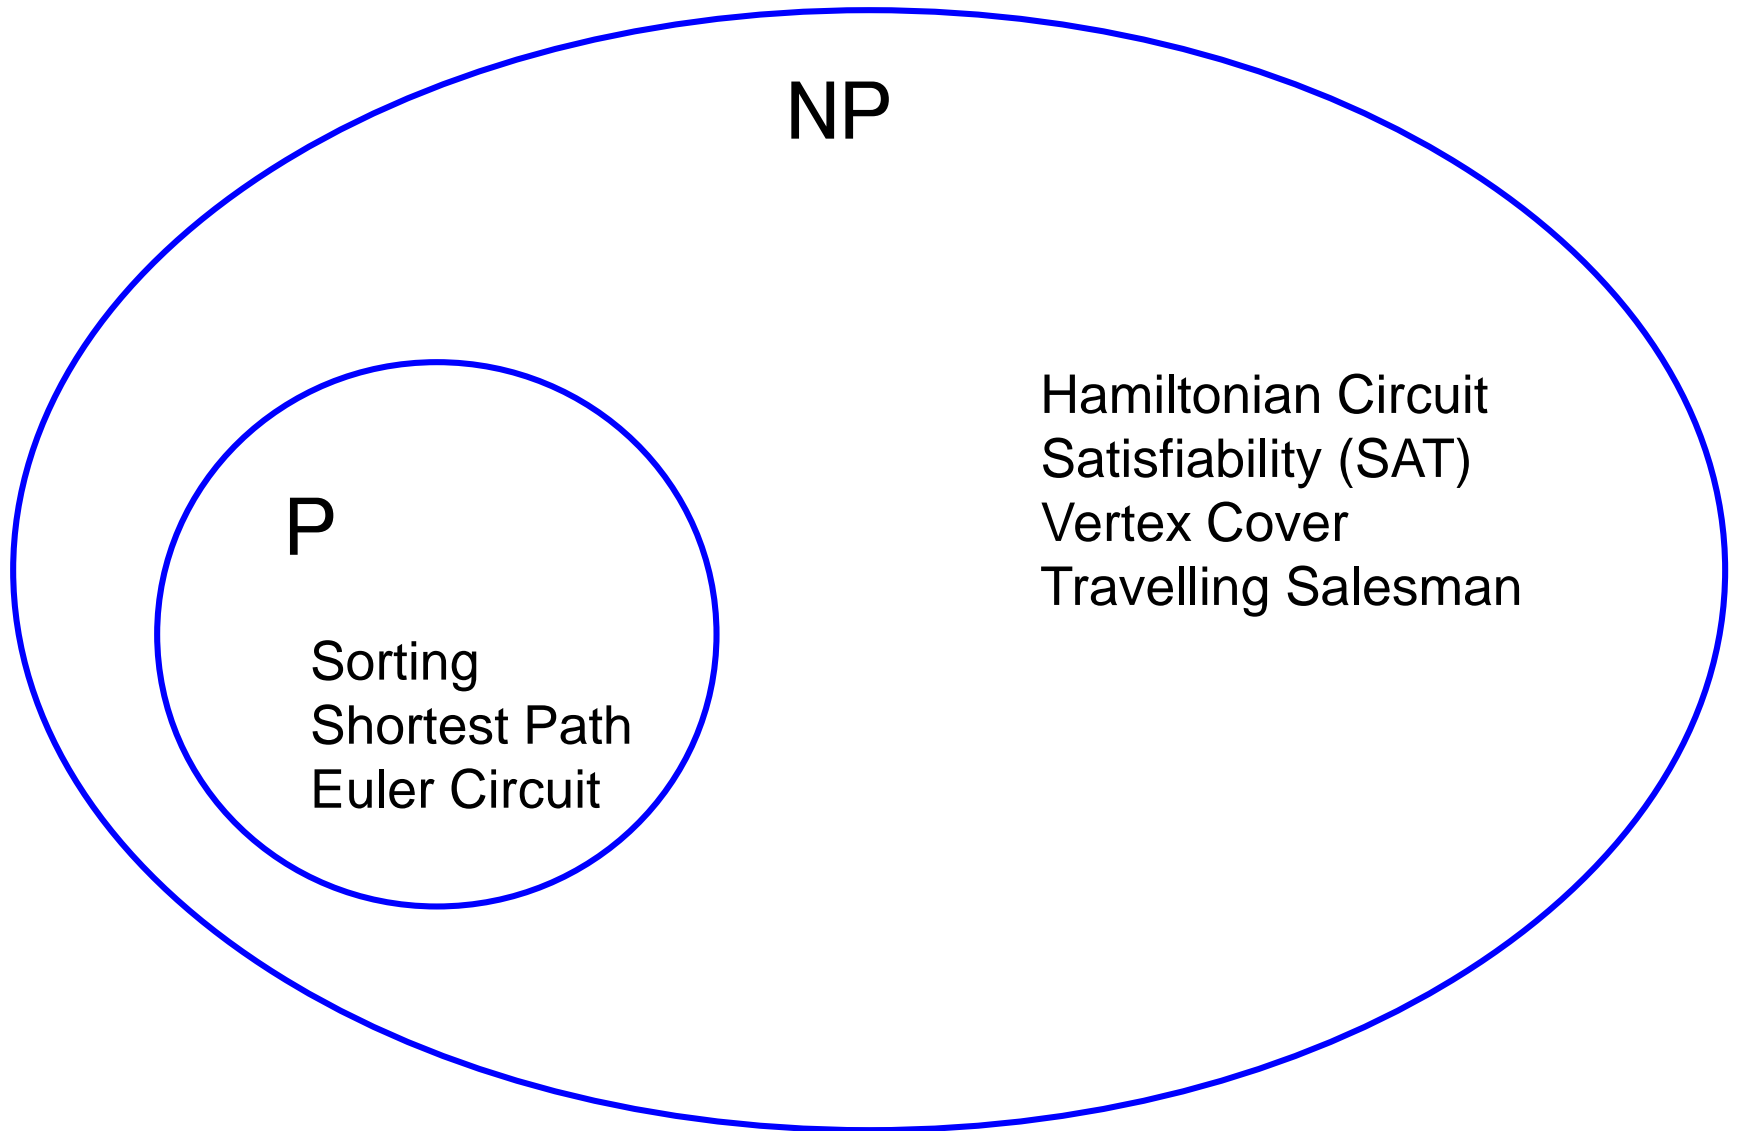 NP
P
Sorting
Shortest Path
Euler Circuit
Hamiltonian Circuit
Satisfiability (SAT)
Vertex Cover
Travelling Salesman